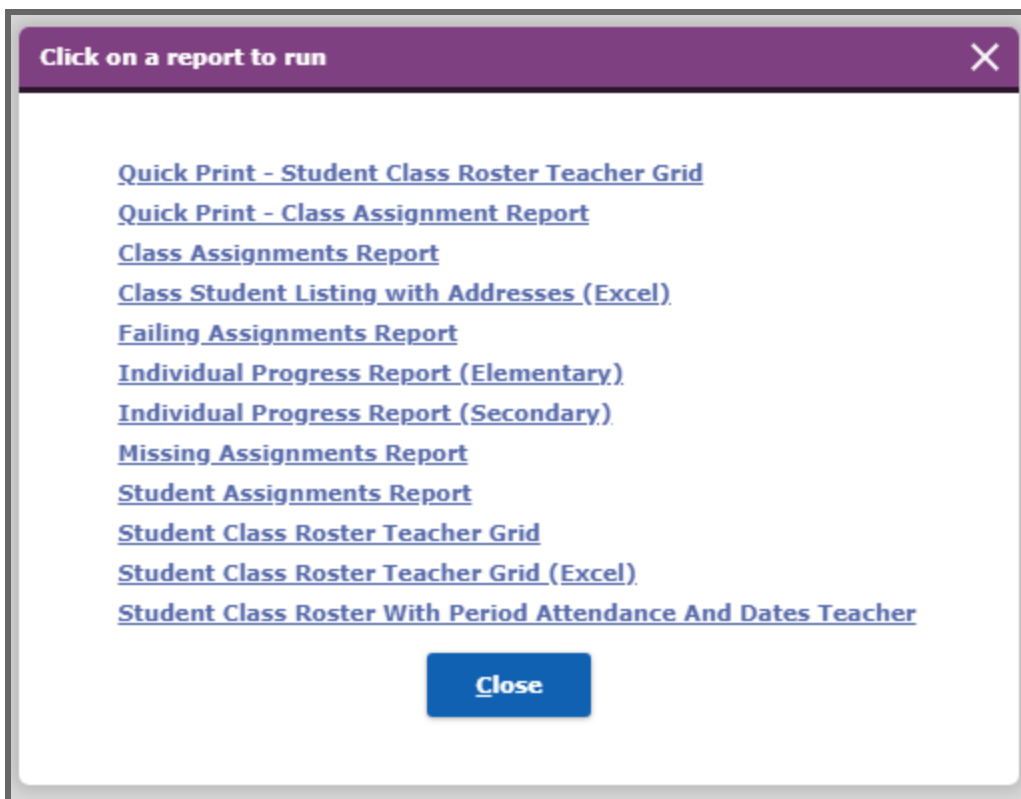 Click on a report to run
Quick Print - Student Class Roster Teacher Grid
Quick Print - Class Assignment Report
Class Assignments Report
Class Student Listing with Addresses (Excel)
Failing Assignments Report
Individual Progress Report (Elementary)
Individual Progress Report (Secondary)
Missing Assignments Report
Student Assignments Report
Student Class Roster Teacher Grid
Student Class Roster Teacher Grid (Excel)
Student Class Roster With Period Attendance And Dates Teacher
Close